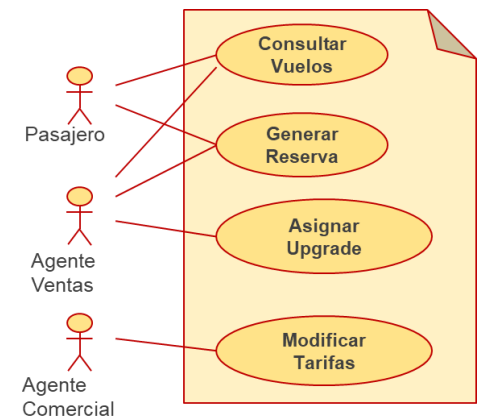 Consultar
Vuelos
Pasajero
Generar
Reserva
Agente
Ventas
Asignar
Upgrade
Agente
Comercial
Modificar
Tarifas